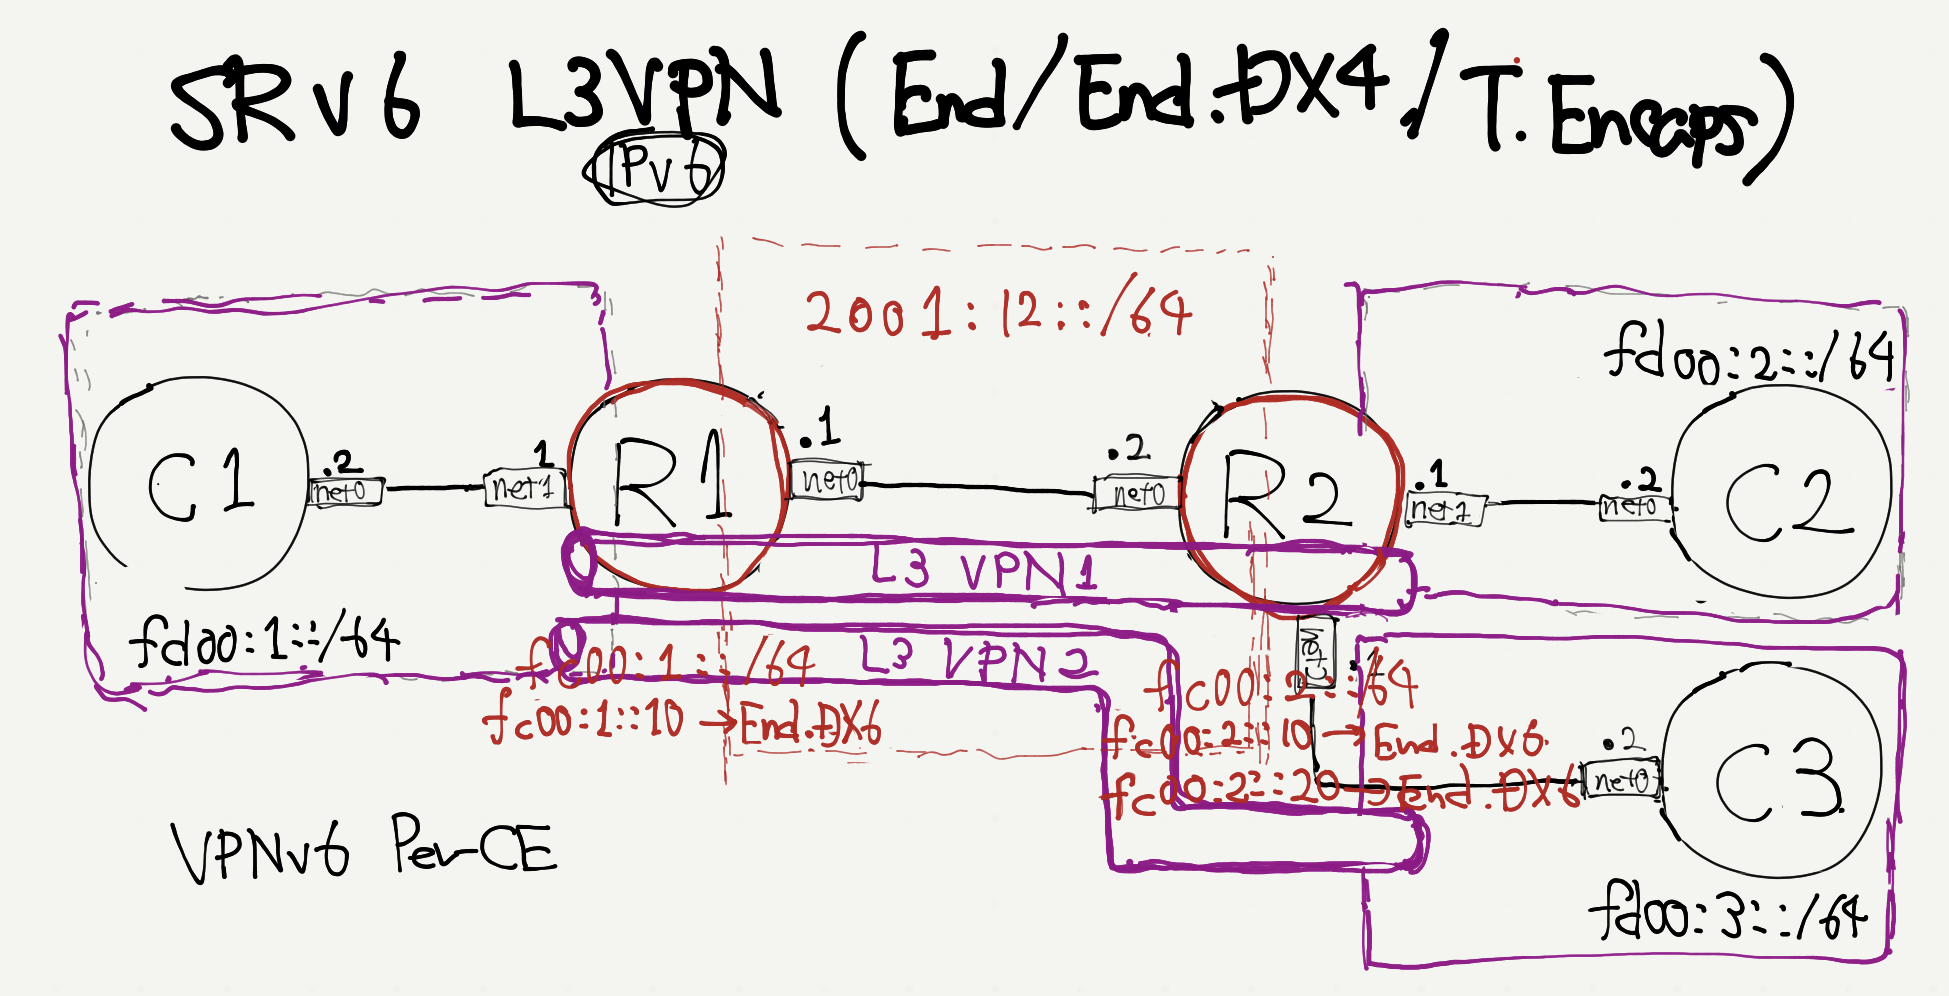 SRv6 L3VPN (End/End.DX4/T.Encaps)
IPv6
2001:12::/64
fd00:2::/64
C1
.2
net0
1
net1
R1
.1
net0
.2
net0
R2
.1
net1
.2
net0
C2
L3 VPN1
fd00:1::/64
L3 VPN2
fc00:1::/64
fc00:1::10 → End.DX6
.1
fc00:2::/64
fc00:2::10 → End.DX6
fc00:2::20 → End.DX6
.2
net0
C3
VPNv6 Per-CE
fd00:3::/64